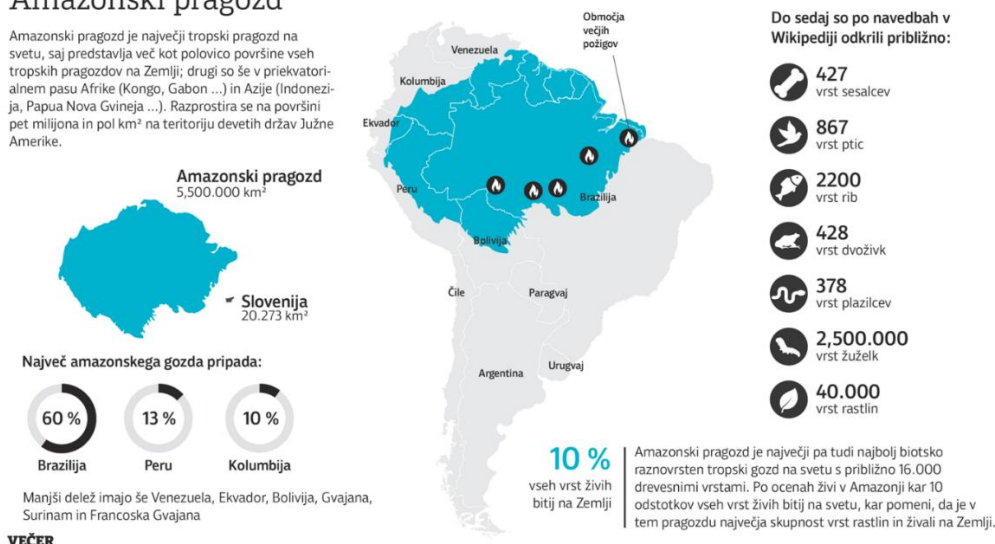 Amazonski pragozd
Amazonski pragozd je največji tropski pragozd na
svetu, saj predstavlja več kot polovico površine vseh
tropskih pragozdov na Zemlji; drugi so še v priekvatori-
alnem pasu Afrike (Kongo, Gabon ...) in Azije (Indonezi-
ja, Papua Nova Gvineja ...). Razprostira se na površini
pet milijona in pol km² na teritoriju devetih držav Južne
Amerike.
Amazonski pragozd
5,500.000 km²
Slovenija
20.273 km²
Največ amazonskega gozda pripada:
60 %
13 %
10 %
Brazilija
Peru
Kolumbija
Manjši delež imajo še Venezuela, Ekvador, Bolivija, Gvajana,
Surinam in Francoska Gvajana
VEČER
Območja
večjih
požigov
Venezuela
Kolumbija
Ekvador
Peru
Brazilija
Bolivija
Čile
Paragvaj
Urugvaj
Argentina
Do sedaj so po navedbah v
Wikipediji odkrili približno:
427
vrst sesalcev
867
vrst ptic
2200
vrst rib
428
vrst dvoživk
378
vrst plazilcev
2,500.000
vrst žuželk
40.000
vrst rastlin
10 %
vseh vrst živih
bitij na Zemlji
Amazonski pragozd je največji pa tudi najbolj biotsko
raznovrsten tropski gozd na svetu s približno 16.000
drevesnimi vrstami. Po ocenah živi v Amazonji kar 10
odstotkov vseh vrst živih bitij na svetu, kar pomeni, da je v
tem pragozdu največja skupnost vrst rastlin in živali na Zemlji.